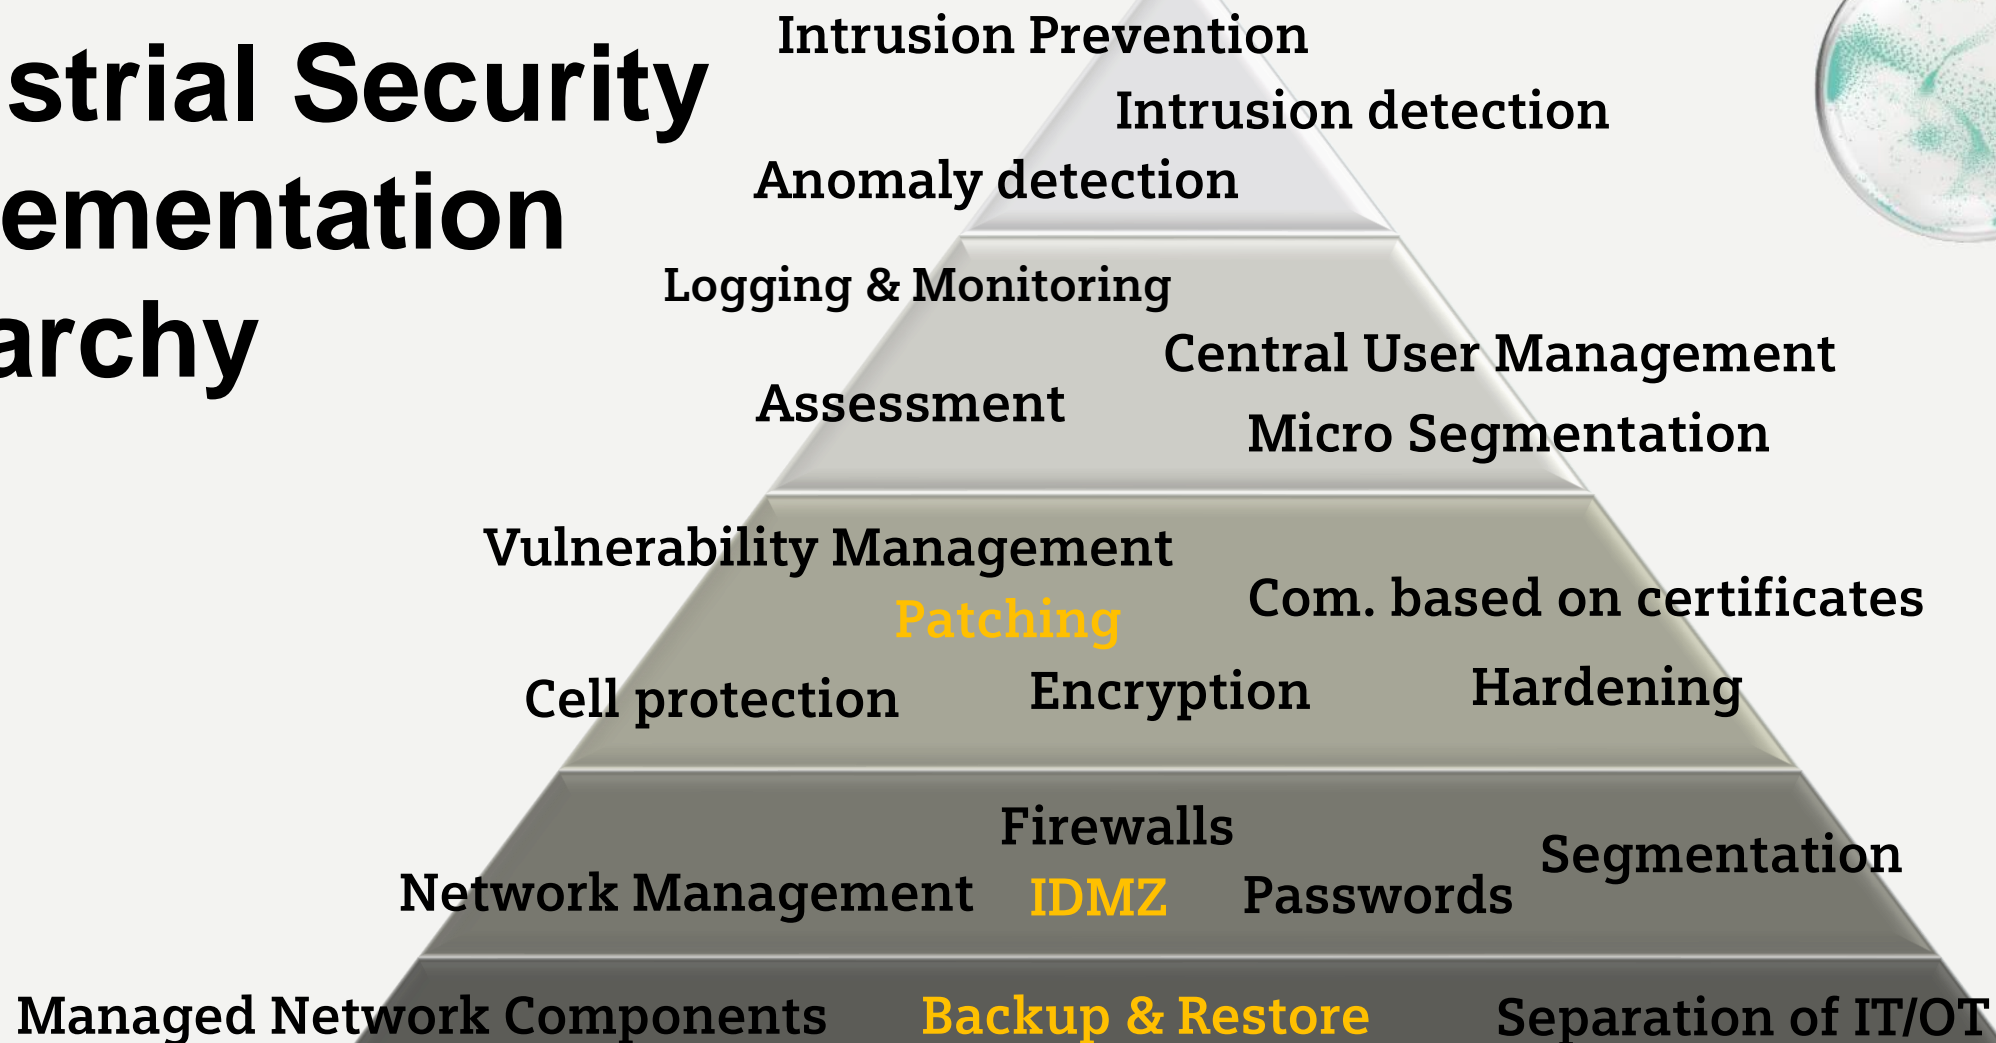 strial Security
ementation
archy
Intrusion Prevention
Intrusion detection
Anomaly detection
Logging & Monitoring
Central User Management
Assessment
Micro Segmentation
Vulnerability Management
Com. based on certificates
Patching
Cell protection
Encryption
Hardening
Firewalls
Segmentation
Network Management
IDMZ
Passwords
Managed Network Components
Backup & Restore
Separation of IT/OT